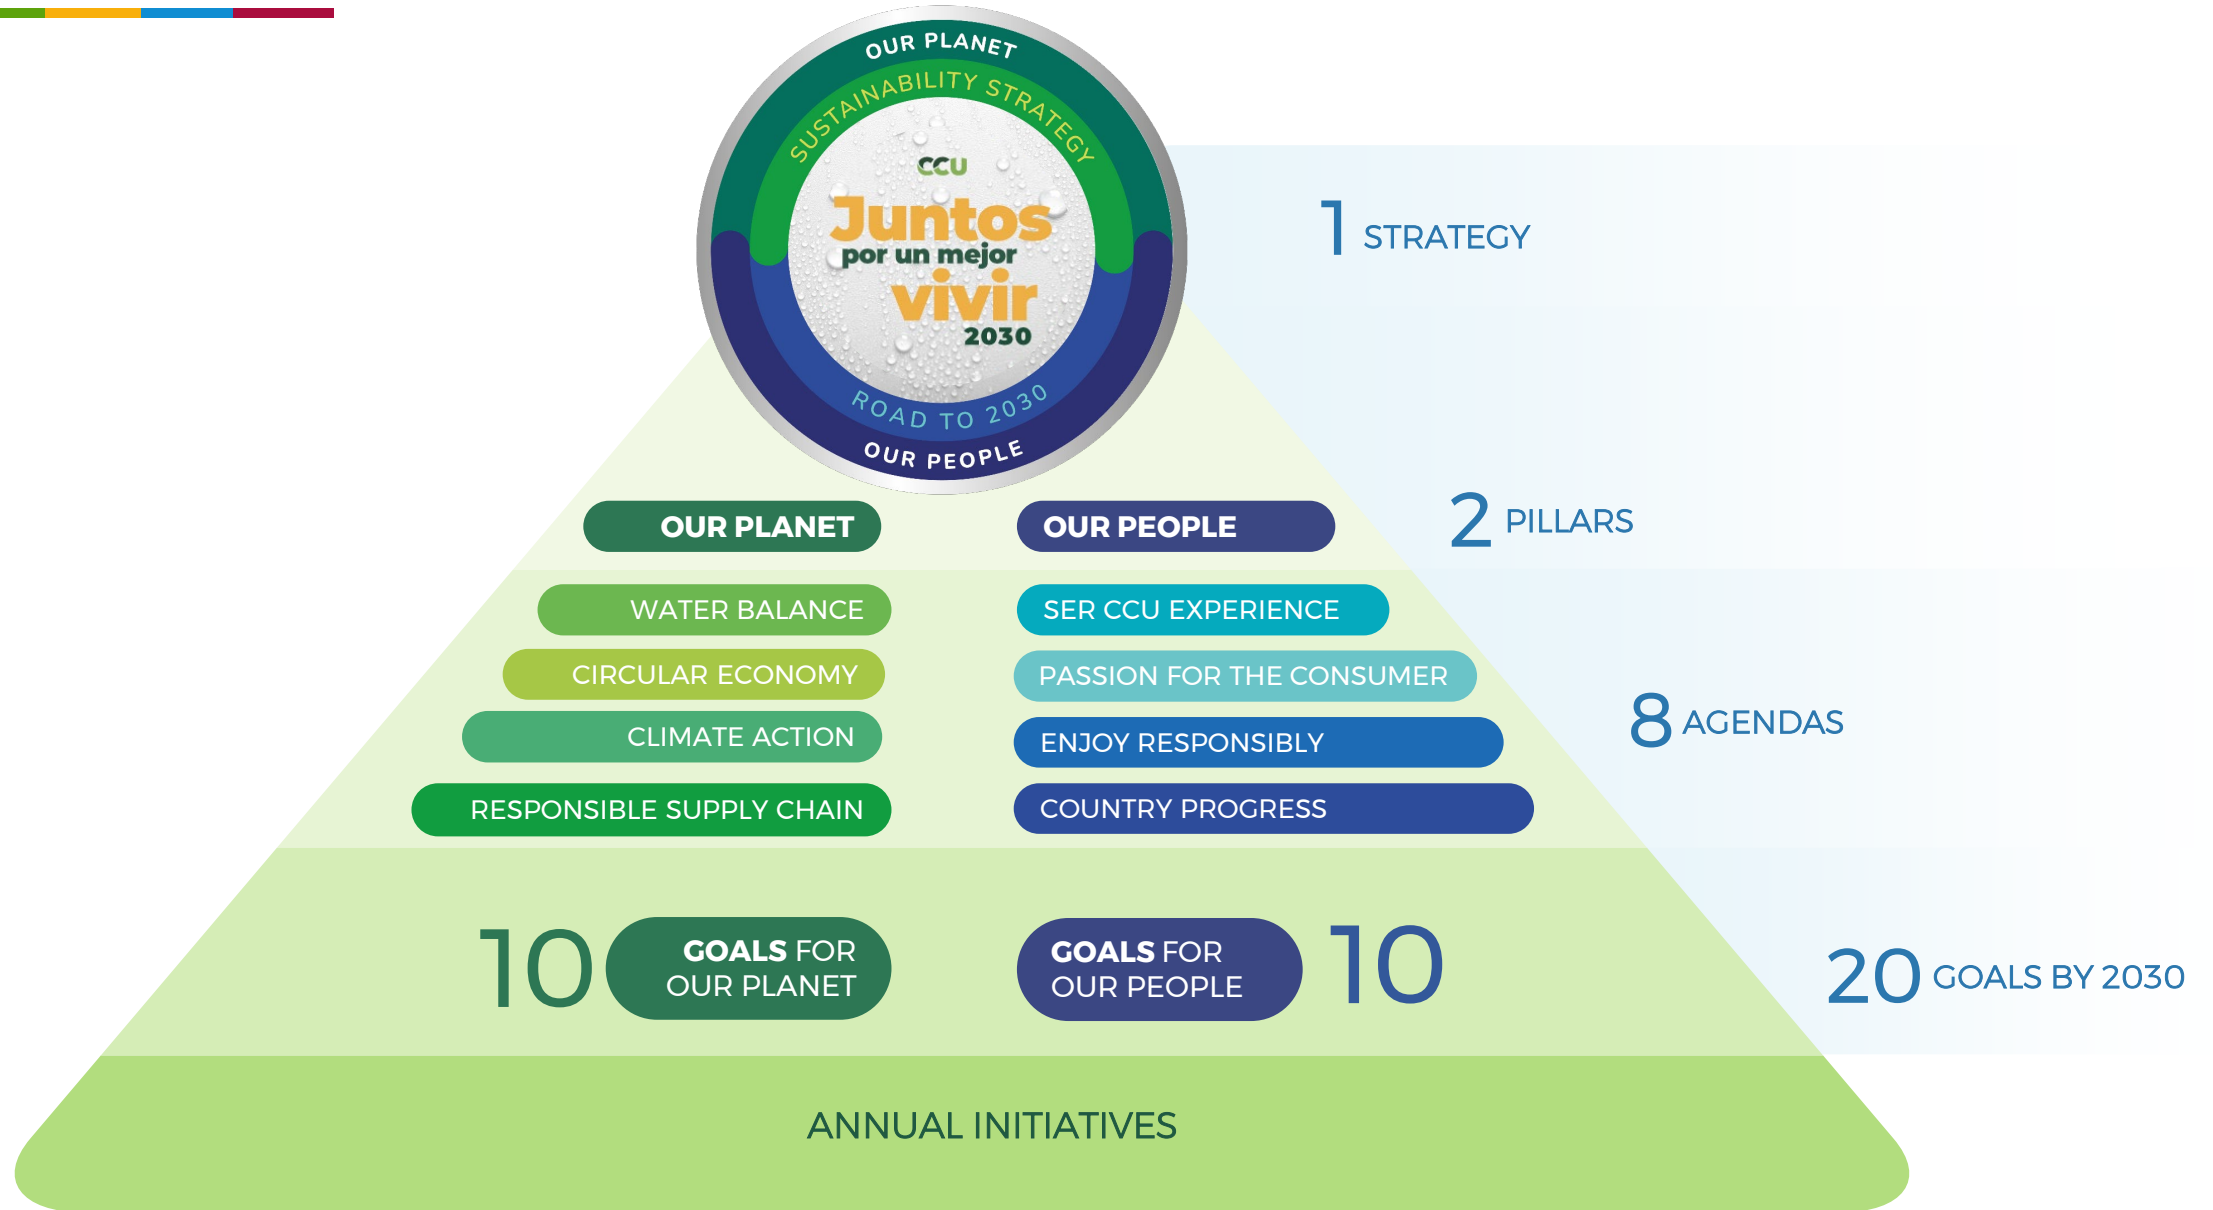 OUR PLANET
SUSTAINABILITY STRATEGY
CCU
Juntos
por un mejor
vivir
2030
ROAD TO 2030
OUR PEOPLE
1 STRATEGY
OUR PLANET
OUR PEOPLE
2 PILLARS
WATER BALANCE
CIRCULAR ECONOMY
CLIMATE ACTION
RESPONSIBLE SUPPLY CHAIN
SER CCU EXPERIENCE
PASSION FOR THE CONSUMER
ENJOY RESPONSIBLY
COUNTRY PROGRESS
8 AGENDAS
10
GOALS FOR
OUR PLANET
GOALS FOR
OUR PEOPLE
10
20 GOALS BY 2030
ANNUAL INITIATIVES